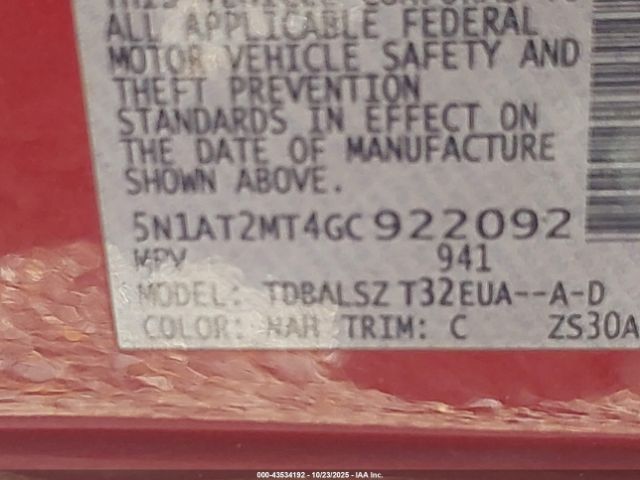 ALL APPLICABLE FEDERAL
MOTOR VEHICLE SAFETY AND
THEFT PREVENTION
STANDARDS IN EFFECT ON
THE DATE OF MANUFACTURE
SHOWN ABOVE.
5N1AT2MT4GC922092
MPV 941
MODEL: TDBALSZ T32EUA--A-D
COLOR: NAH TRIM: C ZS30A
000-43534192 - 10/23/2025 - IAA Inc.